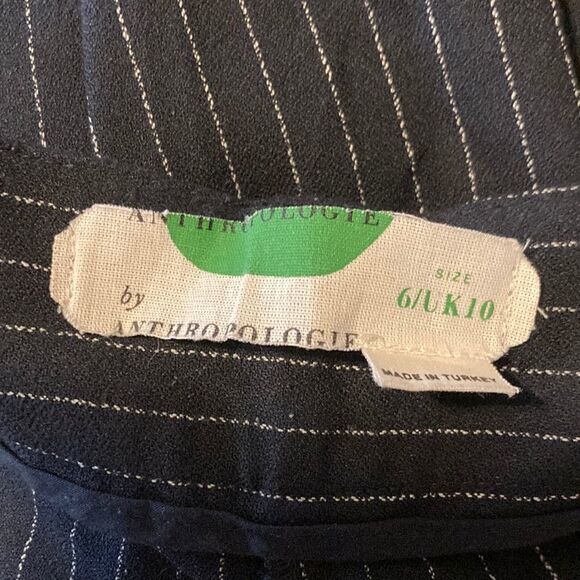 ANTHROPOLOGIE
by
ANTHROPOLOGIE
SIZE
6/UK10
MADE IN TURKEY